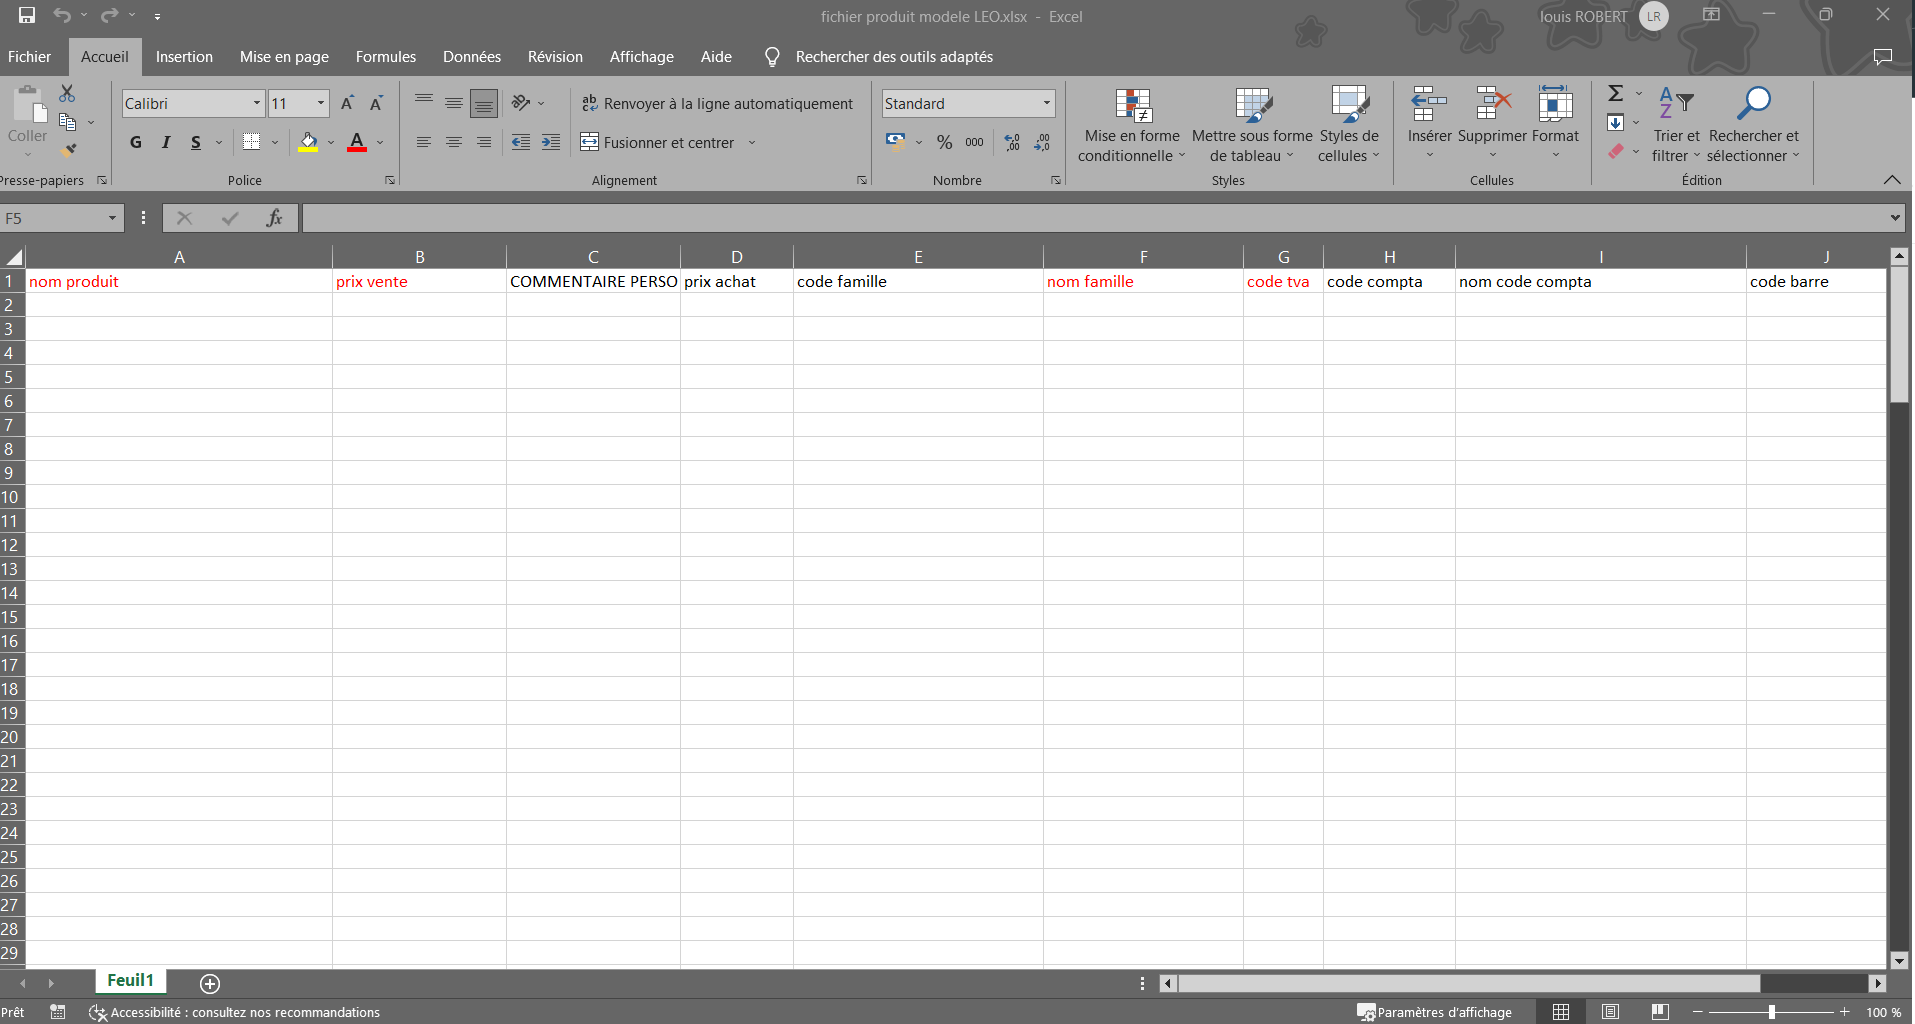 fichier produit modele LEO.xlsx - Excel
louis ROBERT LR
Fichier Accueil Insertion Mise en page Formules Données Révision Affichage Aide Rechercher des outils adaptés
Coller
Presse-papiers
Calibri 11
G I S
Police
Renvoyer à la ligne automatiquement
Fusionner et centrer
Alignement
Standard
% 000
Nombre
Mise en forme conditionnelle
Mettre sous forme de tableau
Styles de cellules
Styles
Insérer Supprimer Format
Cellules
Trier et filtrer
Rechercher et sélectionner
Édition
F5 fx
A B C D E F G H I J
1 nom produit prix vente COMMENTAIRE PERSO prix achat code famille nom famille code tva code compta nom code compta code barre
2
3
4
5
6
7
8
9
10
11
12
13
14
15
16
17
18
19
20
21
22
23
24
25
26
27
28
29
Feuil1
Prêt Accessibilité : consultez nos recommandations Paramètres d'affichage 100 %